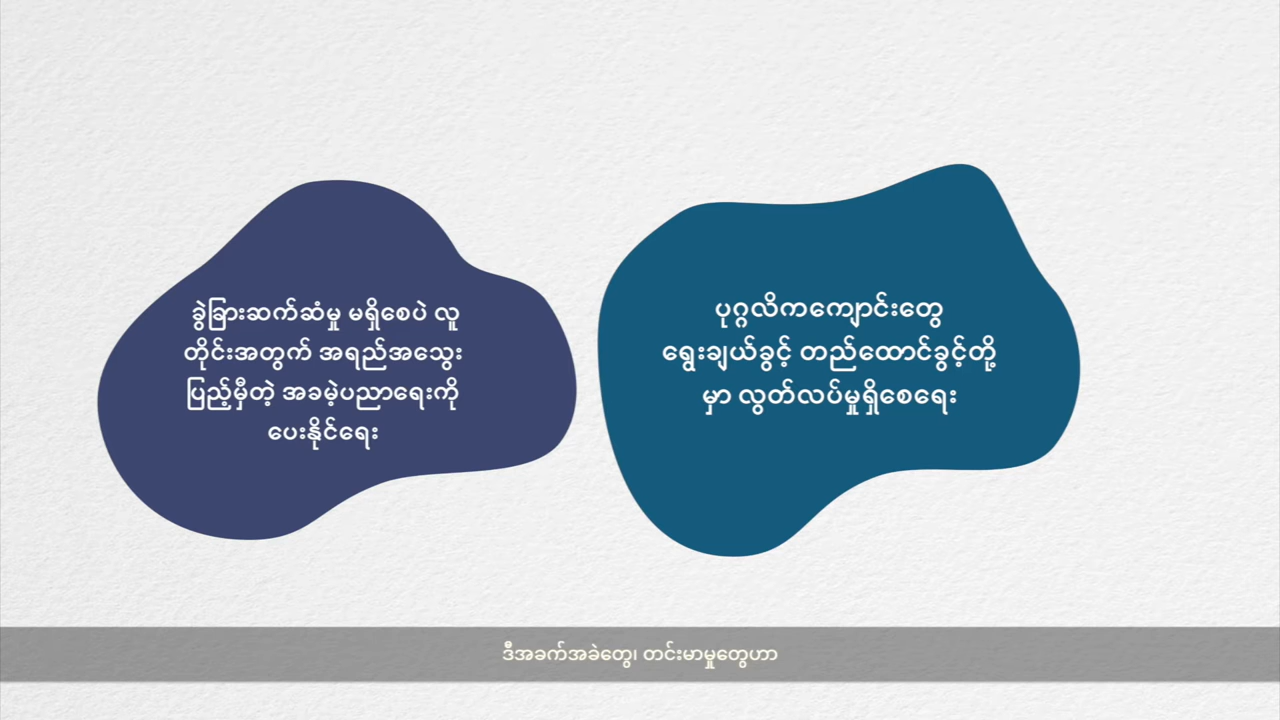 ခွဲခြားဆက်ဆံမှု မရှိစေပဲ လူ
တိုင်းအတွက် အရည်အသွေး
ပြည့်မှီတဲ့ အခမဲ့ပညာရေးကို
ပေးနိုင်ရေး
ပုဂ္ဂလိကကျောင်းတွေ
ရွေးချယ်ခွင့် တည်ထောင်ခွင့်တို့
မှာ လွတ်လပ်မှုရှိစေရေး
ဒီအခက်အခဲတွေ၊ တင်းမာမှုတွေဟာ